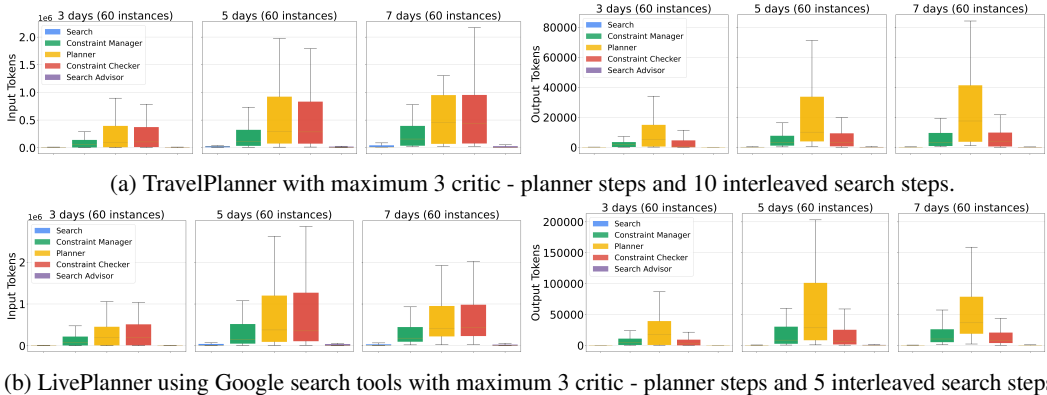 3 days (60 instances) 5 days (60 instances) 7 days (60 instances)
1e6
Input Tokens
2.0
1.5
1.0
0.5
0.0
Search
Constraint Manager
Planner
Constraint Checker
Search Advisor
3 days (60 instances) 5 days (60 instances) 7 days (60 instances)
Output Tokens
80000
60000
40000
20000
0
Search
Constraint Manager
Planner
Constraint Checker
Search Advisor
(a) TravelPlanner with maximum 3 critic - planner steps and 10 interleaved search steps.
3 days (60 instances) 5 days (60 instances) 7 days (60 instances)
1e6
Input Tokens
2
1
0
Search
Constraint Manager
Planner
Constraint Checker
Search Advisor
3 days (60 instances) 5 days (60 instances) 7 days (60 instances)
Output Tokens
200000
150000
100000
50000
0
Search
Constraint Manager
Planner
Constraint Checker
Search Advisor
(b) LivePlanner using Google search tools with maximum 3 critic - planner steps and 5 interleaved search steps